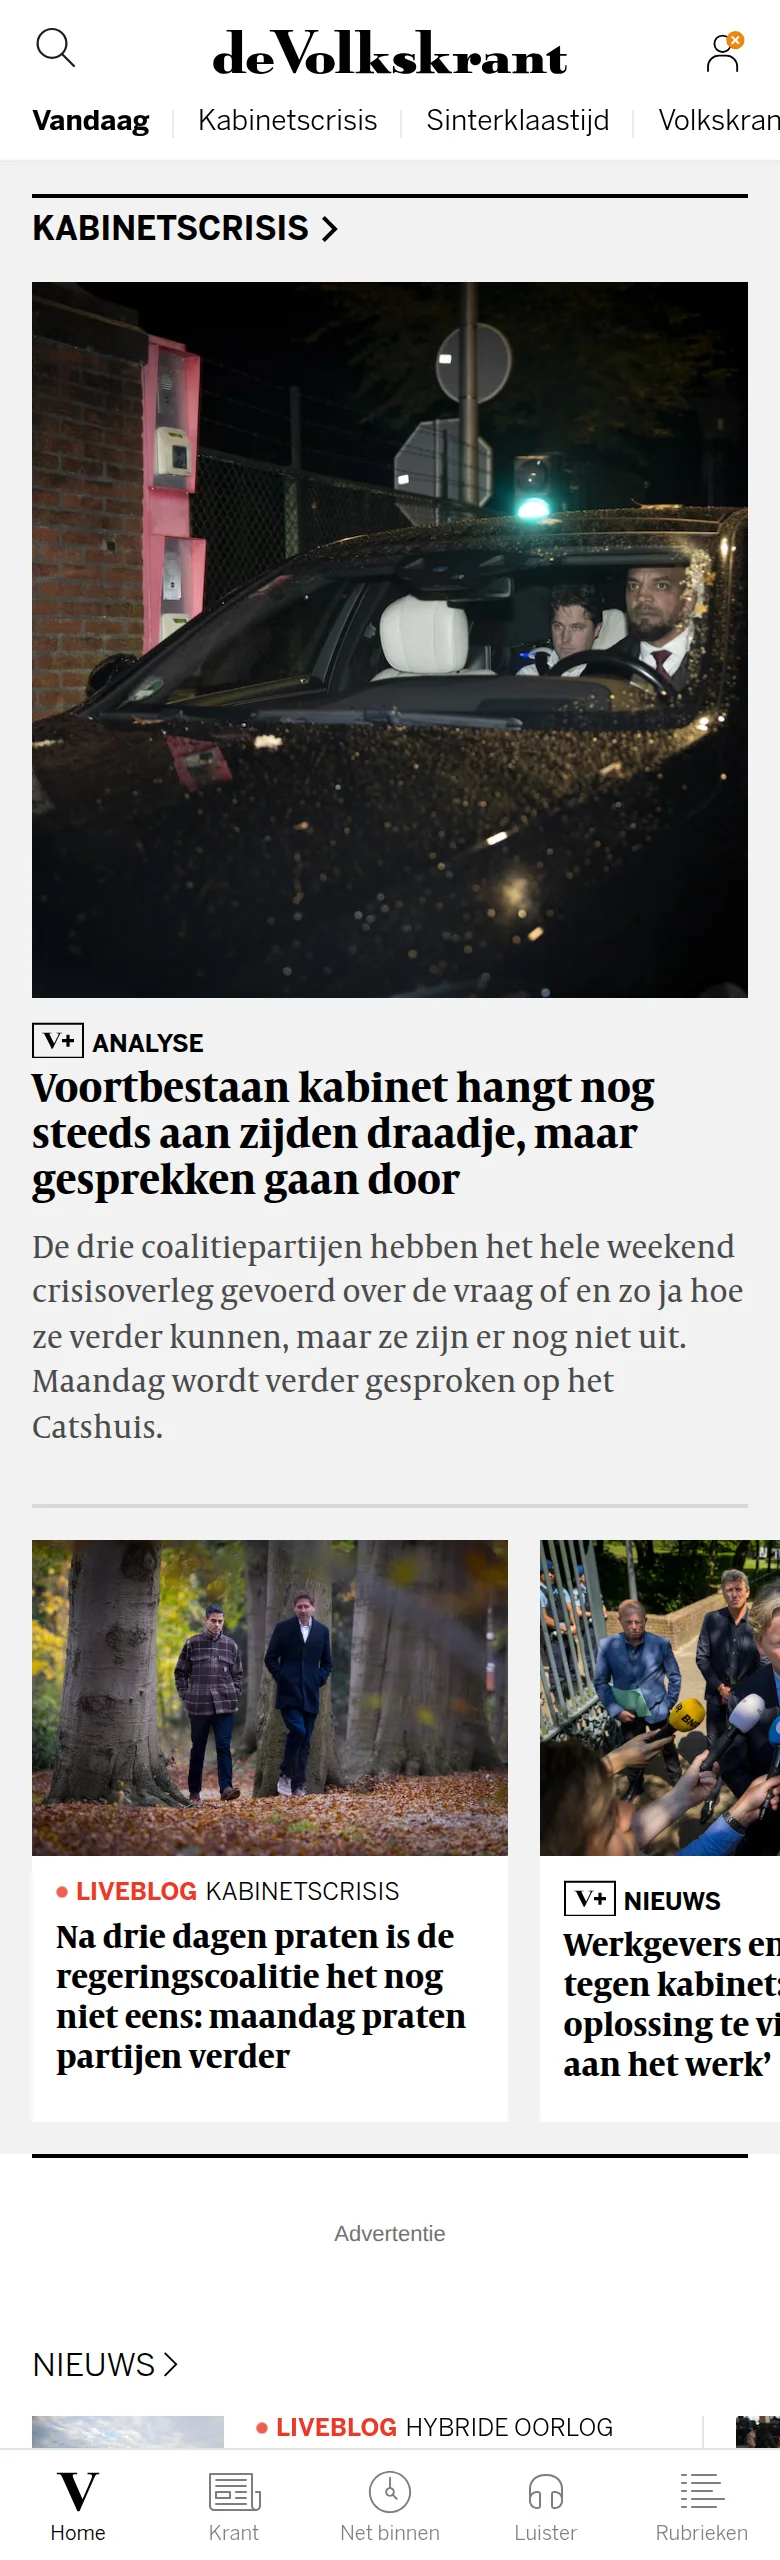 deVolkskrant
Vandaag
Kabinetscrisis
Sinterklaastijd
Volkskran
KABINETSCRISIS
V+ ANALYSE
Voortbestaan kabinet hangt nog
steeds aan zijden draadje, maar
gesprekken gaan door
De drie coalitiepartijen hebben het hele weekend
crisisoverleg gevoerd over de vraag of en zo ja hoe
ze verder kunnen, maar ze zijn er nog niet uit.
Maandag wordt verder gesproken op het
Catshuis.
LIVEBLOG KABINETSCRISIS
Na drie dagen praten is de
regeringscoalitie het nog
niet eens: maandag praten
partijen verder
BNR
V+ NIEUWS
Werkgevers en
tegen kabinet:
oplossing te vi
aan het werk’
Advertentie
NIEUWS
LIVEBLOG HYBRIDE OORLOG
V
Home
Krant
Net binnen
Luister
Rubrieken